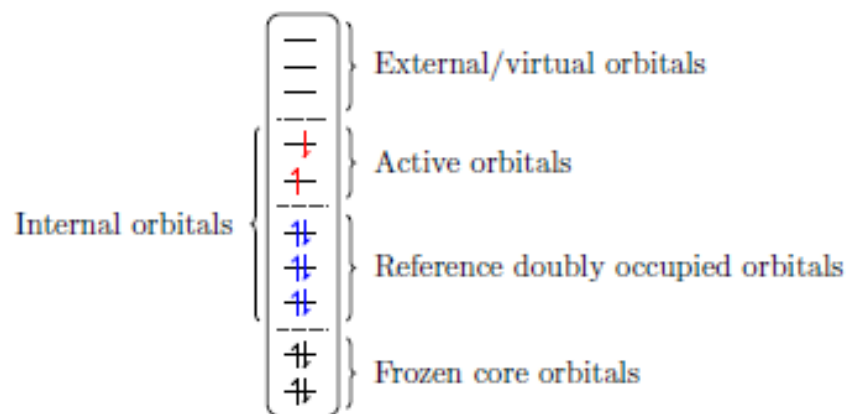 External/virtual orbitals
Active orbitals
Internal orbitals
Reference doubly occupied orbitals
Frozen core orbitals